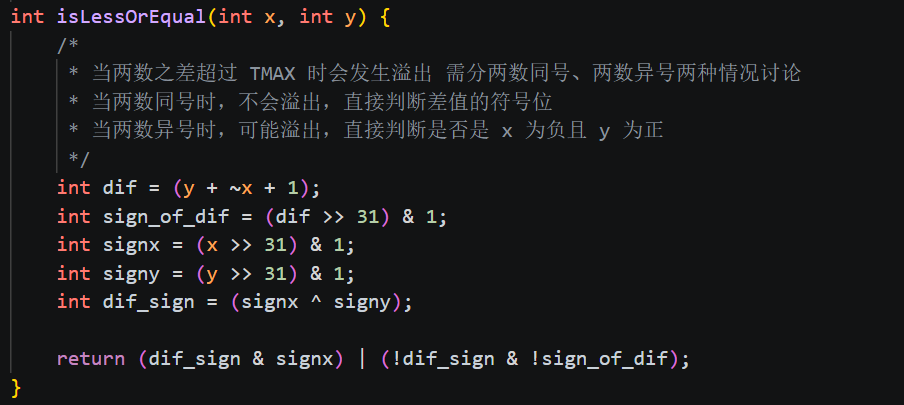 int isLessOrEqual(int x, int y) {
/*
* 当两数之差超过 TMAX 时会发生溢出 需分两数同号、两数异号两种情况讨论
* 当两数同号时，不会溢出，直接判断差值的符号位
* 当两数异号时，可能溢出，直接判断是否是 x 为负且 y 为正
*/
int dif = (y + ~x + 1);
int sign_of_dif = (dif >> 31) & 1;
int signx = (x >> 31) & 1;
int signy = (y >> 31) & 1;
int dif_sign = (signx ^ signy);
return (dif_sign & signx) | (!dif_sign & !sign_of_dif);
}